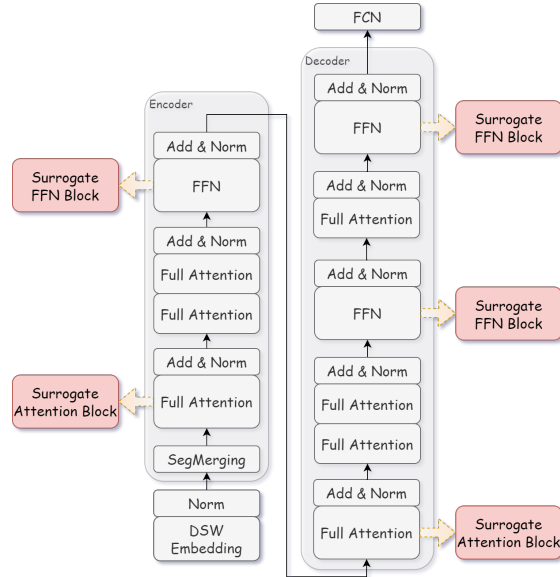 FCN
Decoder
Add & Norm
FFN
Surrogate
FFN Block
Add & Norm
Full Attention
Add & Norm
FFN
Surrogate
FFN Block
Add & Norm
Full Attention
Full Attention
Add & Norm
Full Attention
Surrogate
Attention Block
Encoder
Add & Norm
FFN
Surrogate
FFN Block
Add & Norm
Full Attention
Full Attention
Add & Norm
Full Attention
Surrogate
Attention Block
SegMerging
Norm
DSW
Embedding